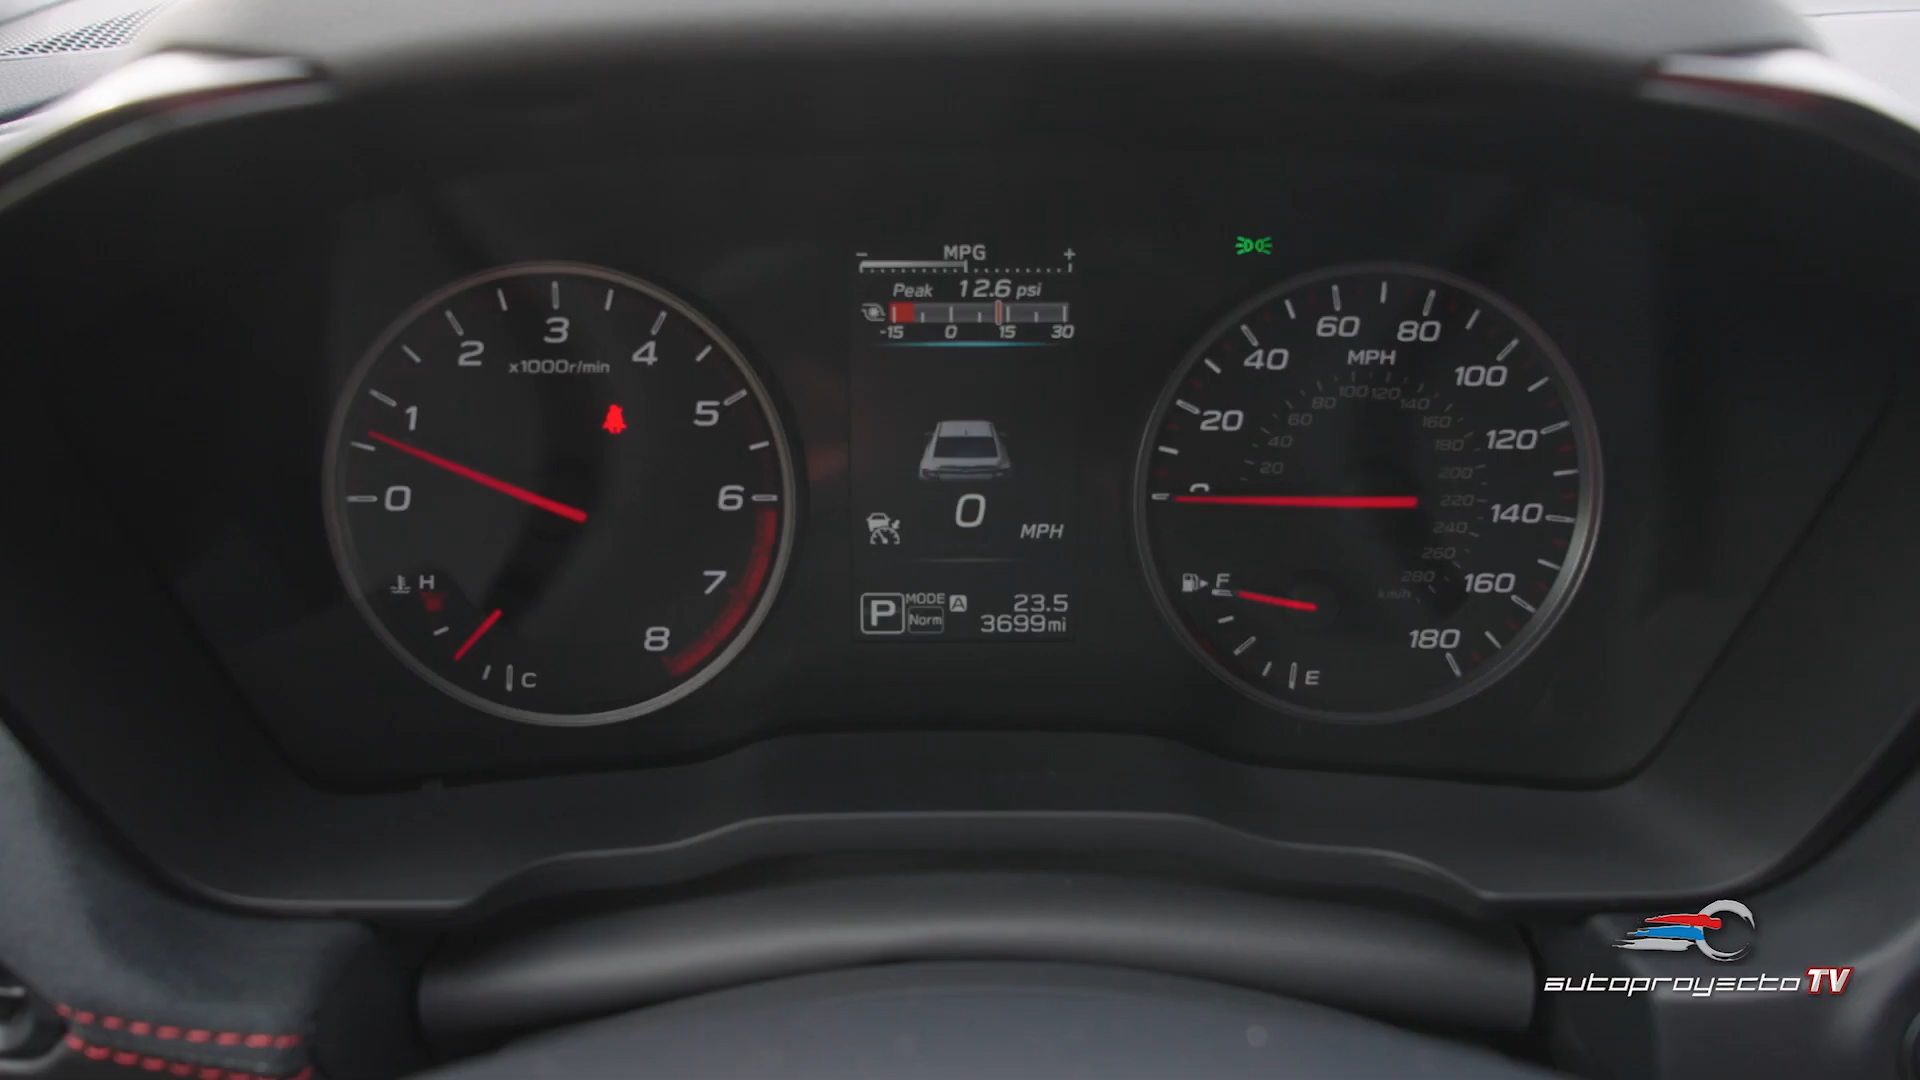 MPG
- +
Peak 12.6 psi
-15 0 15 30
0 MPH
P MODE Norm A
23.5
3699mi
0 1 2 3 4 5 6 7 8
x1000r/min
H
C
0 20 40 60 80 100 120 140 160 180
MPH
20 40 60 80 100 120 140 160 180 200 220 240 260 280
km/h
F
E
autoproyecto TV